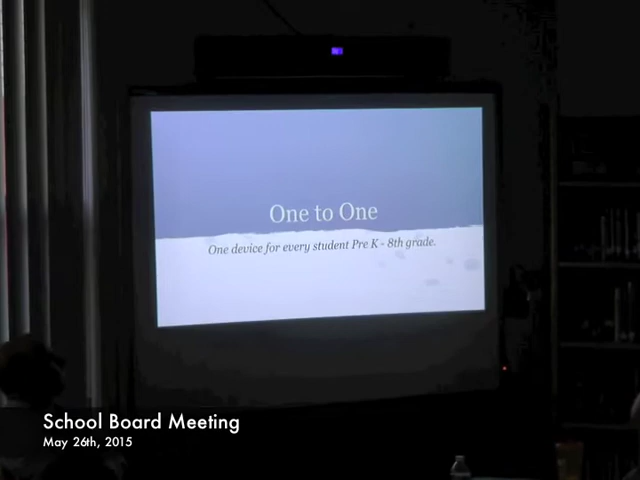 One to One
One device for every student Pre K - 8th grade.
School Board Meeting
May 26th, 2015